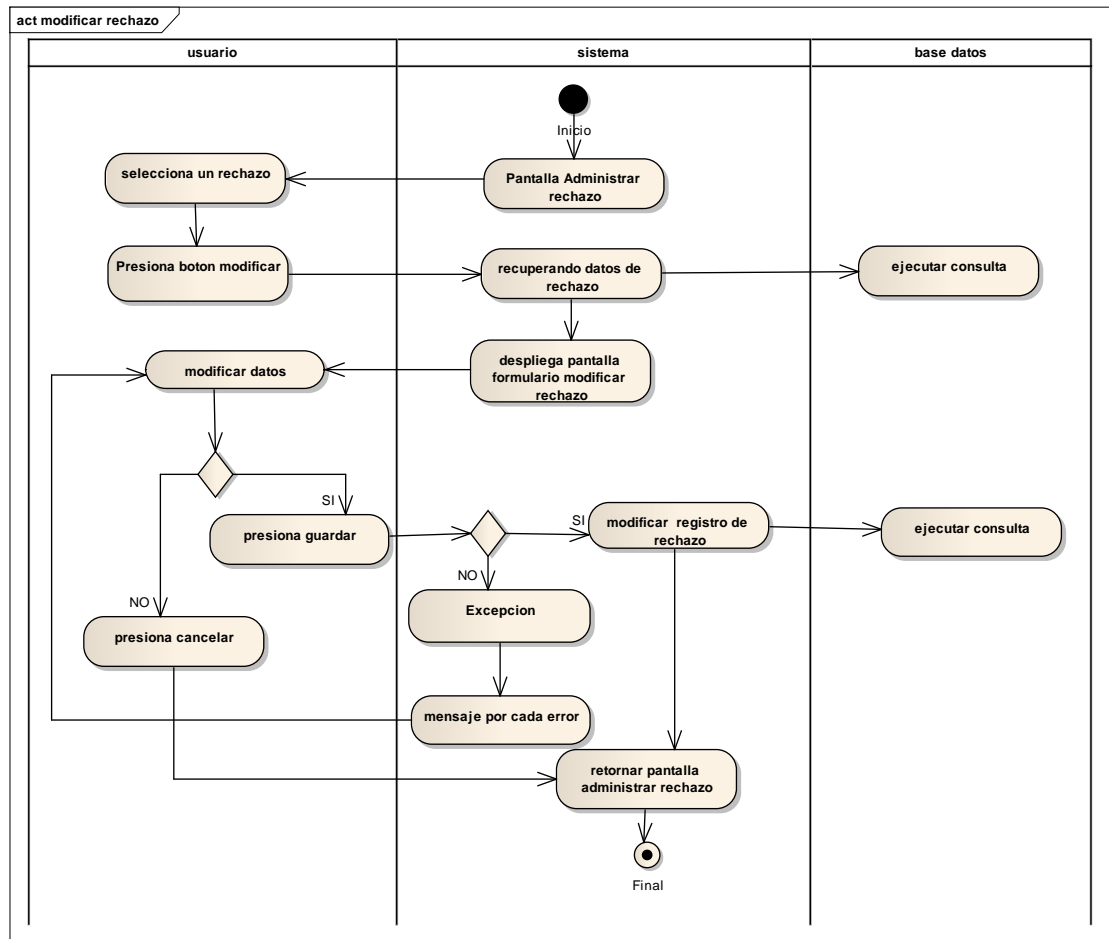 act modificar rechazo
usuario
sistema
base datos
Inicio
selecciona un rechazo
Pantalla Administrar
rechazo
Presiona boton modificar
recuperando datos de
rechazo
ejecutar consulta
modificar datos
despliega pantalla
formulario modificar
rechazo
SI
presiona guardar
SI
modificar registro de
rechazo
ejecutar consulta
NO
Excepcion
NO
presiona cancelar
mensaje por cada error
retornar pantalla
administrar rechazo
Final